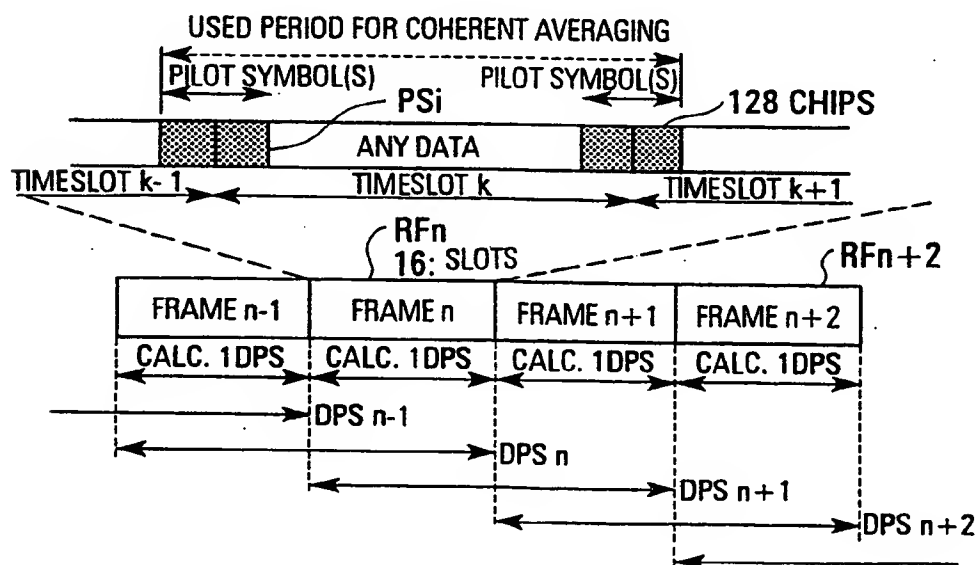 USED PERIOD FOR COHERENT AVERAGING
PILOT SYMBOL(S) PILOT SYMBOL(S)
PSi 128 CHIPS
ANY DATA
TIMESLOT k-1 TIMESLOT k TIMESLOT k+1
RFn
16: SLOTS RFn+2
FRAME n-1 FRAME n FRAME n+1 FRAME n+2
CALC. 1DPS CALC. 1DPS CALC. 1DPS CALC. 1DPS
DPS n-1
DPS n
DPS n+1
DPS n+2